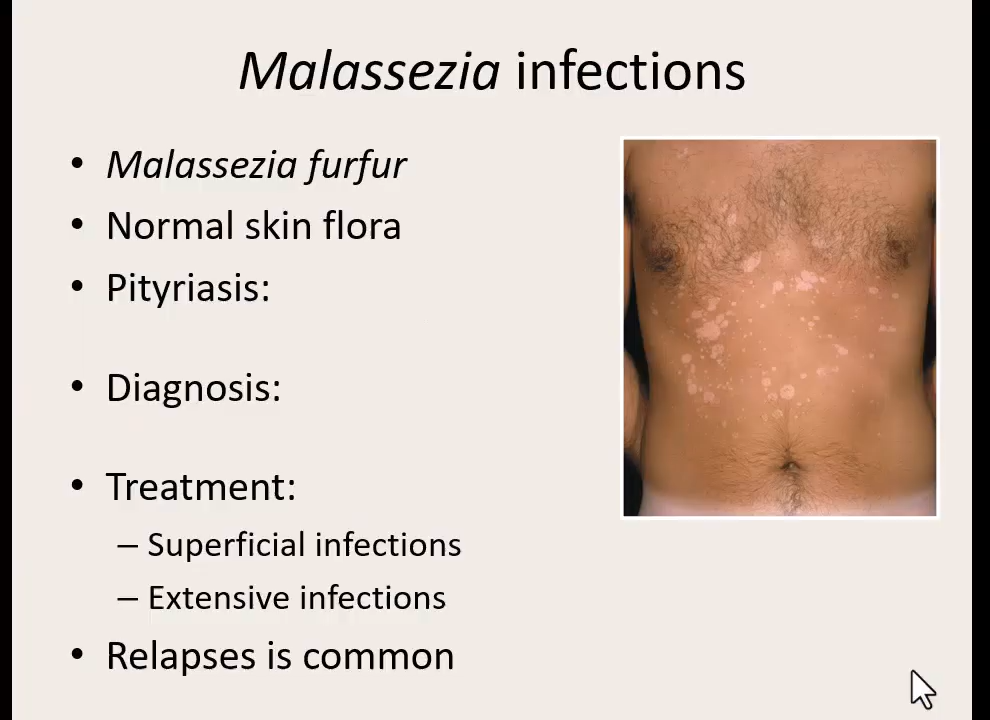 Malassezia infections
• Malassezia furfur
• Normal skin flora
• Pityriasis:
• Diagnosis:
• Treatment:
– Superficial infections
– Extensive infections
• Relapses is common